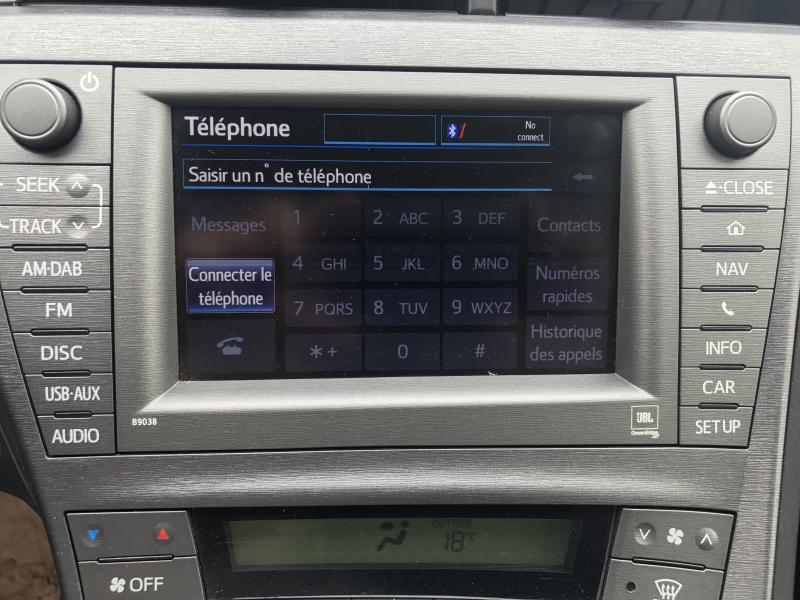 Téléphone
No
connect
Saisir un n° de téléphone
Messages
1
2 ABC
3 DEF
Contacts
Connecter le
téléphone
4 GHI
5 JKL
6 MNO
Numéros
rapides
7 PQRS
8 TUV
9 WXYZ
* +
0
#
Historique
des appels
SEEK
TRACK
AM·DAB
FM
DISC
USB·AUX
AUDIO
CLOSE
NAV
INFO
CAR
SETUP
B9038
JBL
GreenEdge
OUTSIDE
18°C
OFF